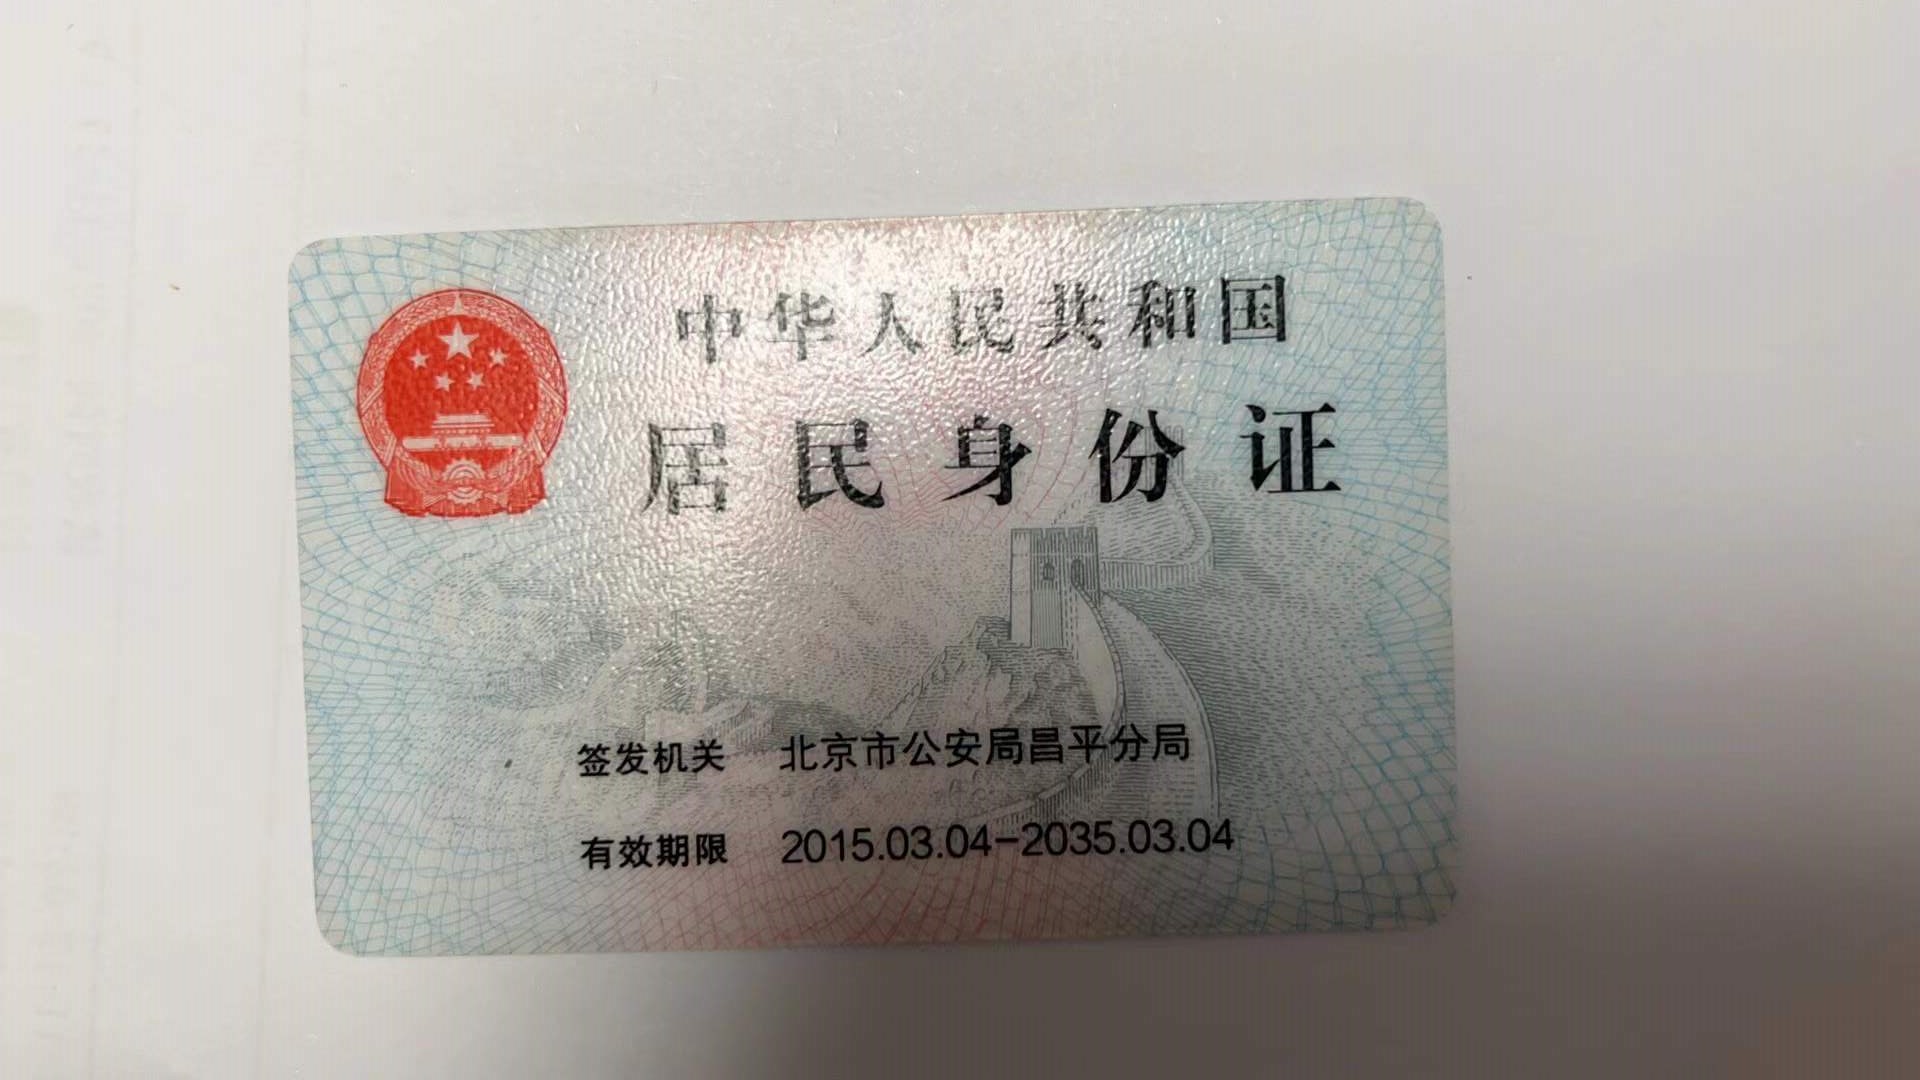 中华人民共和国
居民身份证
签发机关 北京市公安局昌平分局
有效期限 2015.03.04-2035.03.04